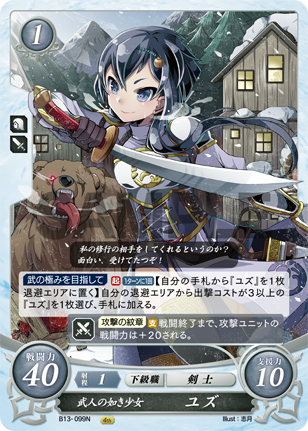 1
私の修行の相手をしてくれるというのか?
面白い、受けてたつぞ!
武の極みを目指して 起 1ターンに1回【自分の手札から『ユズ』を1枚
退避エリアに置く】自分の退避エリアから出撃コストが3以上の
『ユズ』を1枚選び、手札に加える。
攻撃の紋章 支 戦闘終了まで、攻撃ユニットの
戦闘力は+20される。
戦闘力
40
射程 1 下級職 剣士
支援力
10
武人の如き少女 ユズ
B13-099N 4th Illust:志月